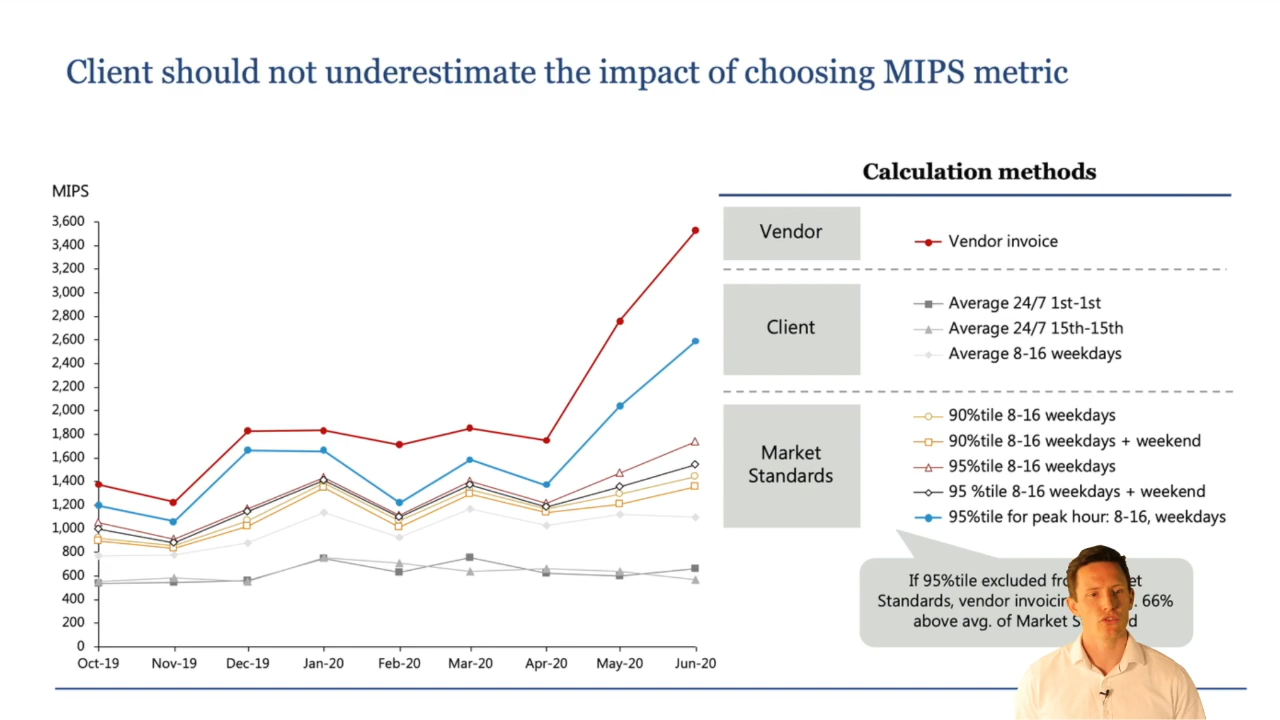 Client should not underestimate the impact of choosing MIPS metric
Calculation methods
MIPS
3,600
3,400
3,200
3,000
2,800
2,600
2,400
2,200
2,000
1,800
1,600
1,400
1,200
1,000
800
600
400
200
0
Oct-19 Nov-19 Dec-19 Jan-20 Feb-20 Mar-20 Apr-20 May-20 Jun-20
Vendor
Vendor invoice
Client
Average 24/7 1st-1st
Average 24/7 15th-15th
Average 8-16 weekdays
Market
Standards
90%tile 8-16 weekdays
90%tile 8-16 weekdays + weekend
95%tile 8-16 weekdays
95 %tile 8-16 weekdays + weekend
95%tile for peak hour: 8-16, weekdays
If 95%tile excluded
Standards, vendor 66%
above avg. of Market